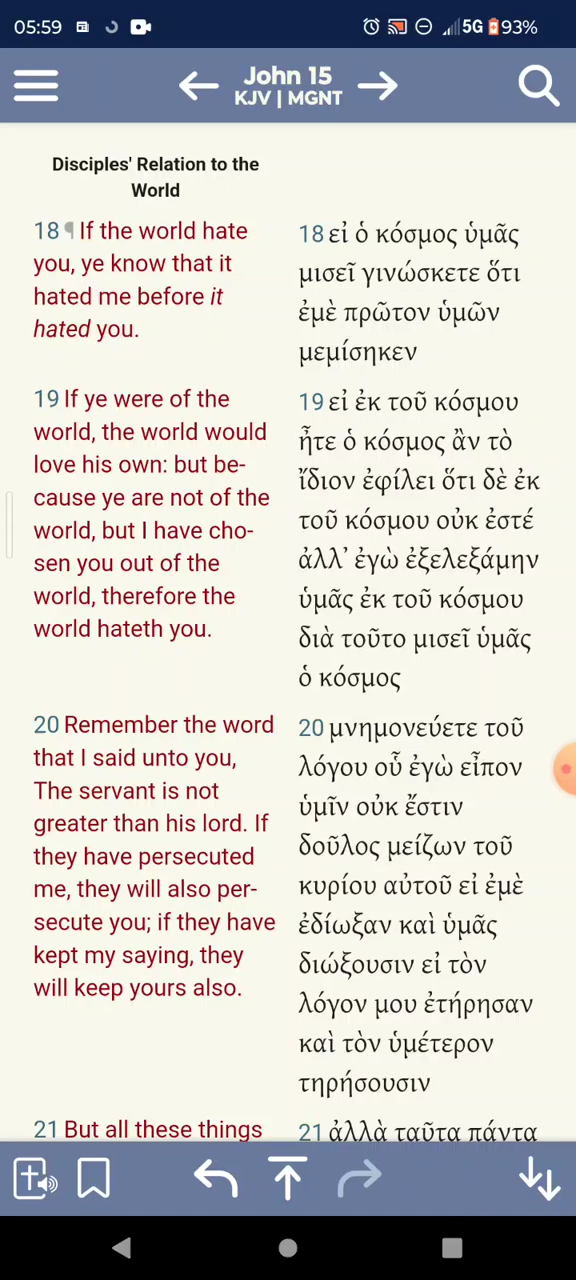 05:59
5G 93%
John 15
KJV | MGNT
Disciples' Relation to the
World
18 ¶ If the world hate
you, ye know that it
hated me before it
hated you.
18 εἰ ὁ κόσμος ὑμᾶς
μισεῖ γινώσκετε ὅτι
ἐμὲ πρῶτον ὑμῶν
μεμίσηκεν
19 If ye were of the
world, the world would
love his own: but be-
cause ye are not of the
world, but I have cho-
sen you out of the
world, therefore the
world hateth you.
19 εἰ ἐκ τοῦ κόσμου
ἦτε ὁ κόσμος ἂν τὸ
ἴδιον ἐφίλει ὅτι δὲ ἐκ
τοῦ κόσμου οὐκ ἐστέ
ἀλλ’ ἐγὼ ἐξελεξάμην
ὑμᾶς ἐκ τοῦ κόσμου
διὰ τοῦτο μισεῖ ὑμᾶς
ὁ κόσμος
20 Remember the word
that I said unto you,
The servant is not
greater than his lord. If
they have persecuted
me, they will also per-
secute you; if they have
kept my saying, they
will keep yours also.
20 μνημονεύετε τοῦ
λόγου οὗ ἐγὼ εἶπον
ὑμῖν οὐκ ἔστιν
δοῦλος μείζων τοῦ
κυρίου αὐτοῦ εἰ ἐμὲ
ἐδίωξαν καὶ ὑμᾶς
διώξουσιν εἰ τὸν
λόγον μου ἐτήρησαν
καὶ τὸν ὑμέτερον
τηρήσουσιν
21 But all these things
21 ἀλλὰ ταῦτα πάντα